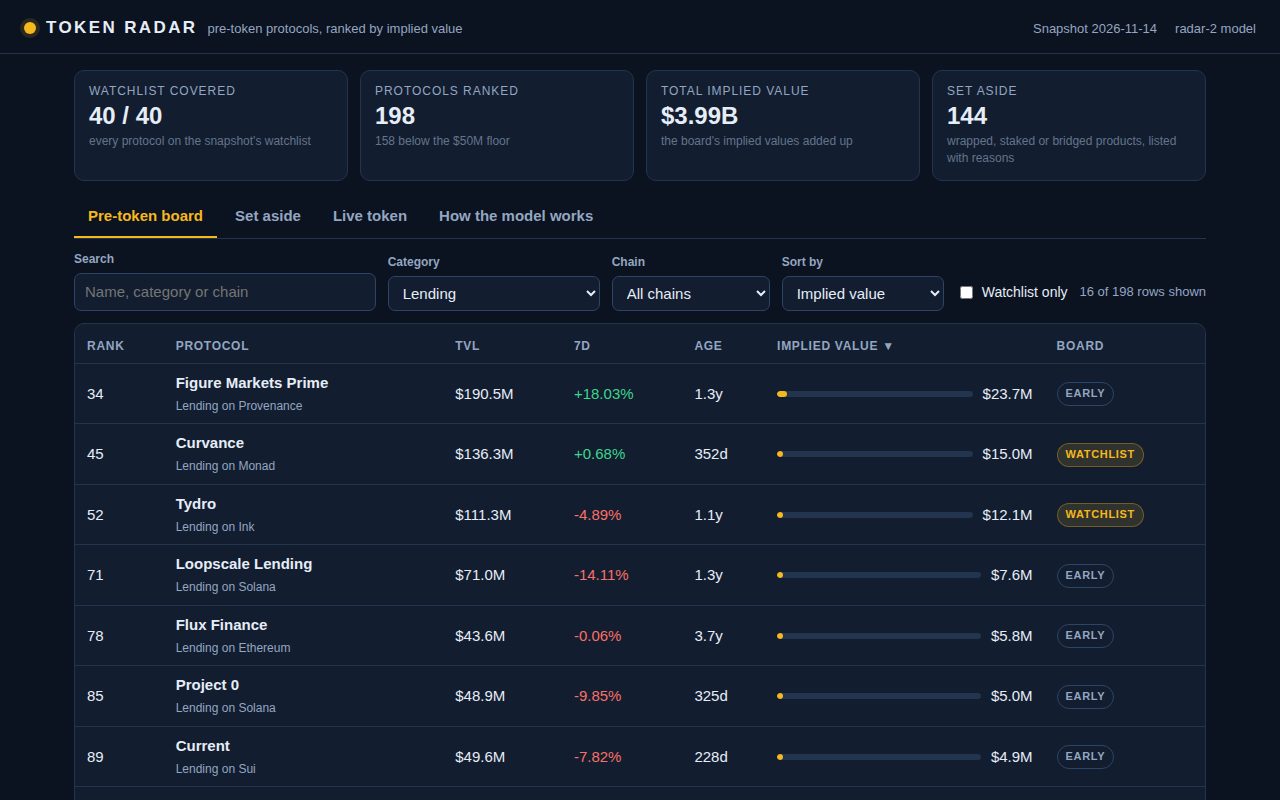 TOKEN RADAR pre-token protocols, ranked by implied value Snapshot 2026-11-14 radar-2 model
WATCHLIST COVERED
40 / 40
every protocol on the snapshot's watchlist
PROTOCOLS RANKED
198
158 below the $50M floor
TOTAL IMPLIED VALUE
$3.99B
the board's implied values added up
SET ASIDE
144
wrapped, staked or bridged products, listed
with reasons
Pre-token board Set aside Live token How the model works
Search Category Chain Sort by
Name, category or chain Lending All chains Implied value Watchlist only 16 of 198 rows shown
RANK PROTOCOL TVL 7D AGE IMPLIED VALUE ▼ BOARD
34 Figure Markets Prime $190.5M +18.03% 1.3y $23.7M EARLY
Lending on Provenance
45 Curvance $136.3M +0.68% 352d $15.0M WATCHLIST
Lending on Monad
52 Tydro $111.3M -4.89% 1.1y $12.1M WATCHLIST
Lending on Ink
71 Loopscale Lending $71.0M -14.11% 1.3y $7.6M EARLY
Lending on Solana
78 Flux Finance $43.6M -0.06% 3.7y $5.8M EARLY
Lending on Ethereum
85 Project 0 $48.9M -9.85% 325d $5.0M EARLY
Lending on Solana
89 Current $49.6M -7.82% 228d $4.9M EARLY
Lending on Sui